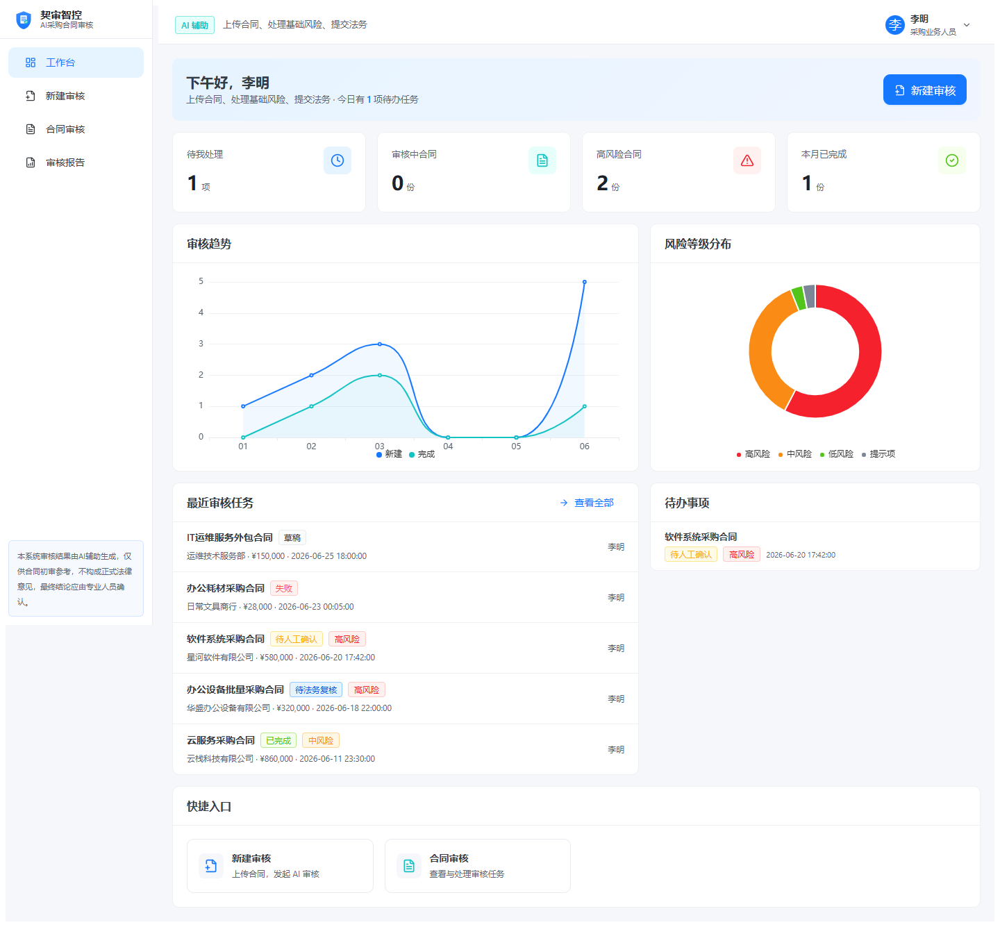 契审智控
AI采购合同审核
工作台
新建审核
合同审核
审核报告
本系统审核结果由AI辅助生成，仅
供合同初审参考，不构成正式法律
意见，最终结论应由专业人员确
认。
AI 辅助
上传合同、处理基础风险、提交法务
李
李明
采购业务人员
下午好，李明
上传合同、处理基础风险、提交法务 · 今日有 1 项待办任务
新建审核
待我处理
1 项
审核中合同
0 份
高风险合同
2 份
本月已完成
1 份
审核趋势
5
4
3
2
1
0
01 02 03 04 05 06
新建 完成
风险等级分布
高风险 中风险 低风险 提示项
最近审核任务
查看全部
IT运维服务外包合同 草稿
运维技术服务部 · ¥150,000 · 2026-06-25 18:00:00
李明
办公耗材采购合同 失败
日常文具商行 · ¥28,000 · 2026-06-23 00:05:00
李明
软件系统采购合同 待人工确认 高风险
星河软件有限公司 · ¥580,000 · 2026-06-20 17:42:00
李明
办公设备批量采购合同 待法务复核 高风险
华盛办公设备有限公司 · ¥320,000 · 2026-06-18 22:00:00
李明
云服务采购合同 已完成 中风险
云栈科技有限公司 · ¥860,000 · 2026-06-11 23:30:00
李明
待办事项
软件系统采购合同
待人工确认 高风险 2026-06-20 17:42:00
快捷入口
新建审核
上传合同，发起 AI 审核
合同审核
查看与处理审核任务